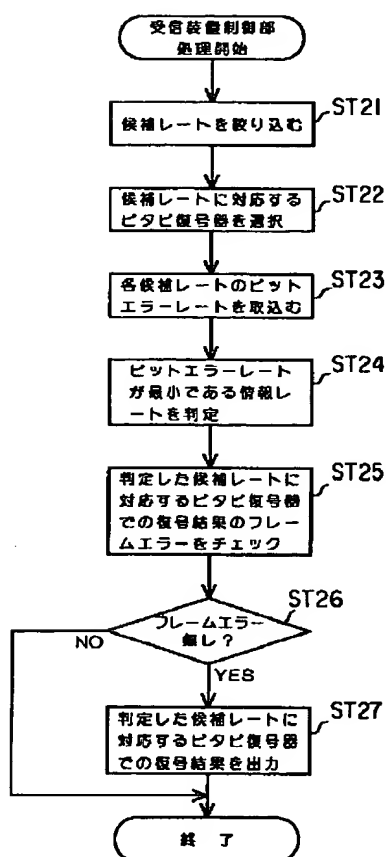 受信装置制御部
処理開始
ST21
候補レートを絞り込む
ST22
候補レートに対応する
ビタビ復号器を選択
ST23
各候補レートのビット
エラーレートを取込む
ST24
ビットエラーレート
が最小である情報レ
ートを判定
ST25
判定した候補レートに
対応するビタビ復号器
での復号結果のフレー
ムエラーをチェック
ST26
フレームエラー
無し?
NO
YES
ST27
判定した候補レートに
対応するビタビ復号器
での復号結果を出力
終了